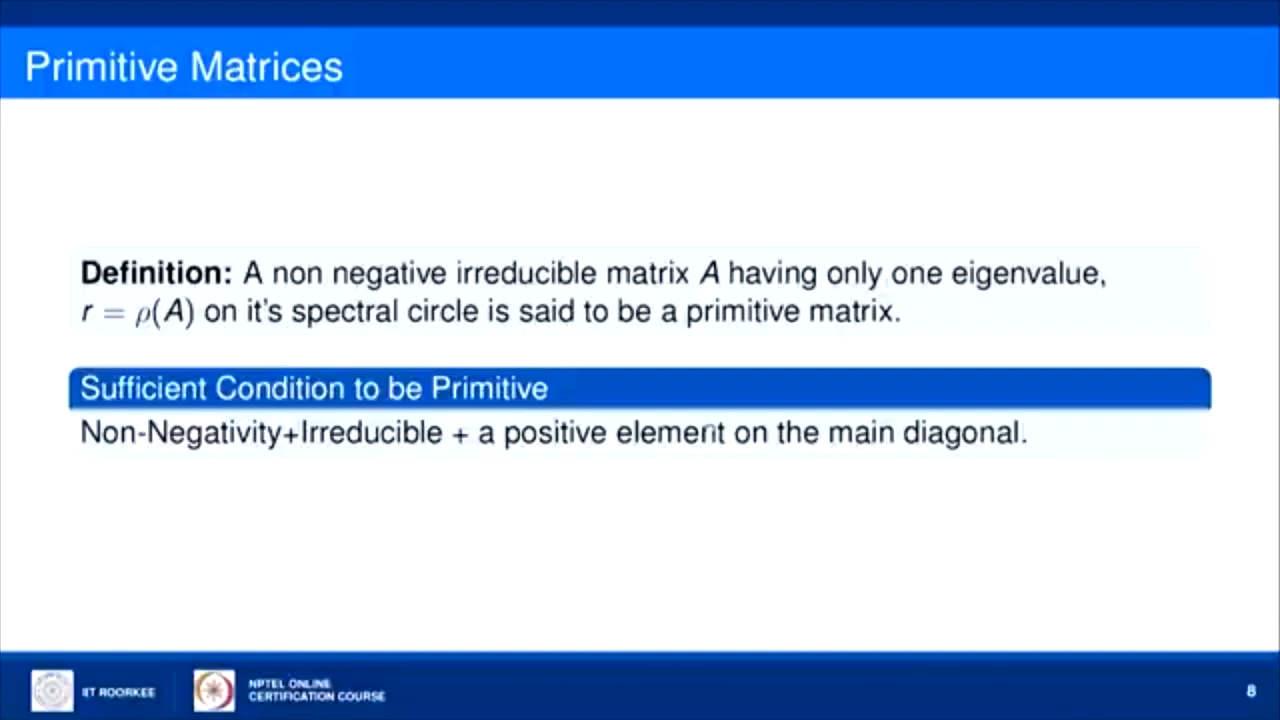 Primitive Matrices
Definition: A non negative irreducible matrix A having only one eigenvalue,
r = ρ(A) on it's spectral circle is said to be a primitive matrix.
Sufficient Condition to be Primitive
Non-Negativity+Irreducible + a positive element on the main diagonal.
IIT ROORKEE
NPTEL ONLINE
CERTIFICATION COURSE
8